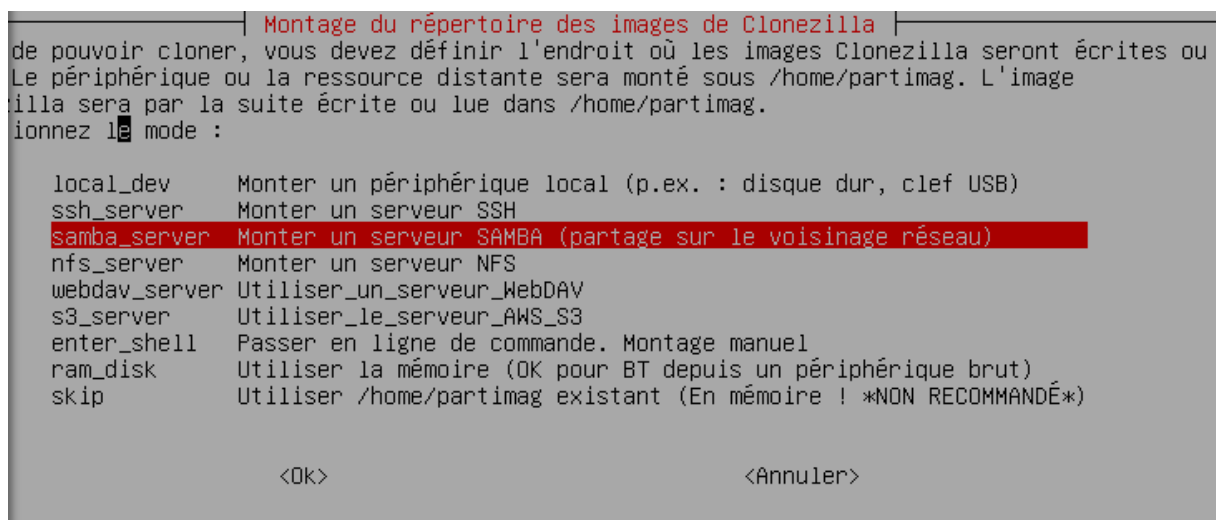 Montage du répertoire des images de Clonezilla
de pouvoir cloner, vous devez définir l'endroit où les images Clonezilla seront écrites ou
Le périphérique ou la ressource distante sera monté sous /home/partimag. L'image
illa sera par la suite écrite ou lue dans /home/partimag.
ionnez le mode :
local_dev Monter un périphérique local (p.ex. : disque dur, clef USB)
ssh_server Monter un serveur SSH
samba_server Monter un serveur SAMBA (partage sur le voisinage réseau)
nfs_server Monter un serveur NFS
webdav_server Utiliser_un_serveur_WebDAV
s3_server Utiliser_le_serveur_AWS_S3
enter_shell Passer en ligne de commande. Montage manuel
ram_disk Utiliser la mémoire (OK pour BT depuis un périphérique brut)
skip Utiliser /home/partimag existant (En mémoire ! *NON RECOMMANDÉ*)
<Ok> <Annuler>